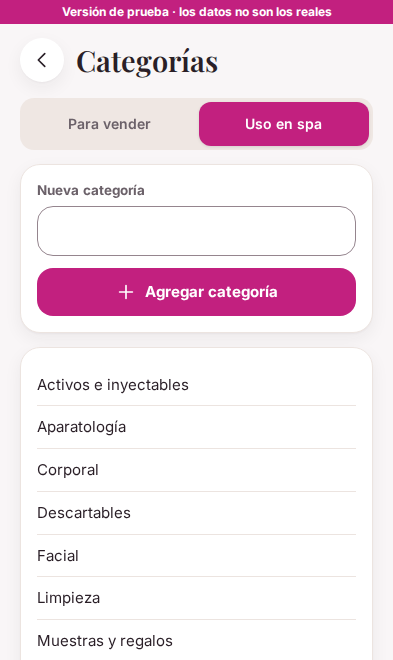 Versión de prueba · los datos no son los reales
Categorías
Para vender
Uso en spa
Nueva categoría
Agregar categoría
Activos e inyectables
Aparatología
Corporal
Descartables
Facial
Limpieza
Muestras y regalos